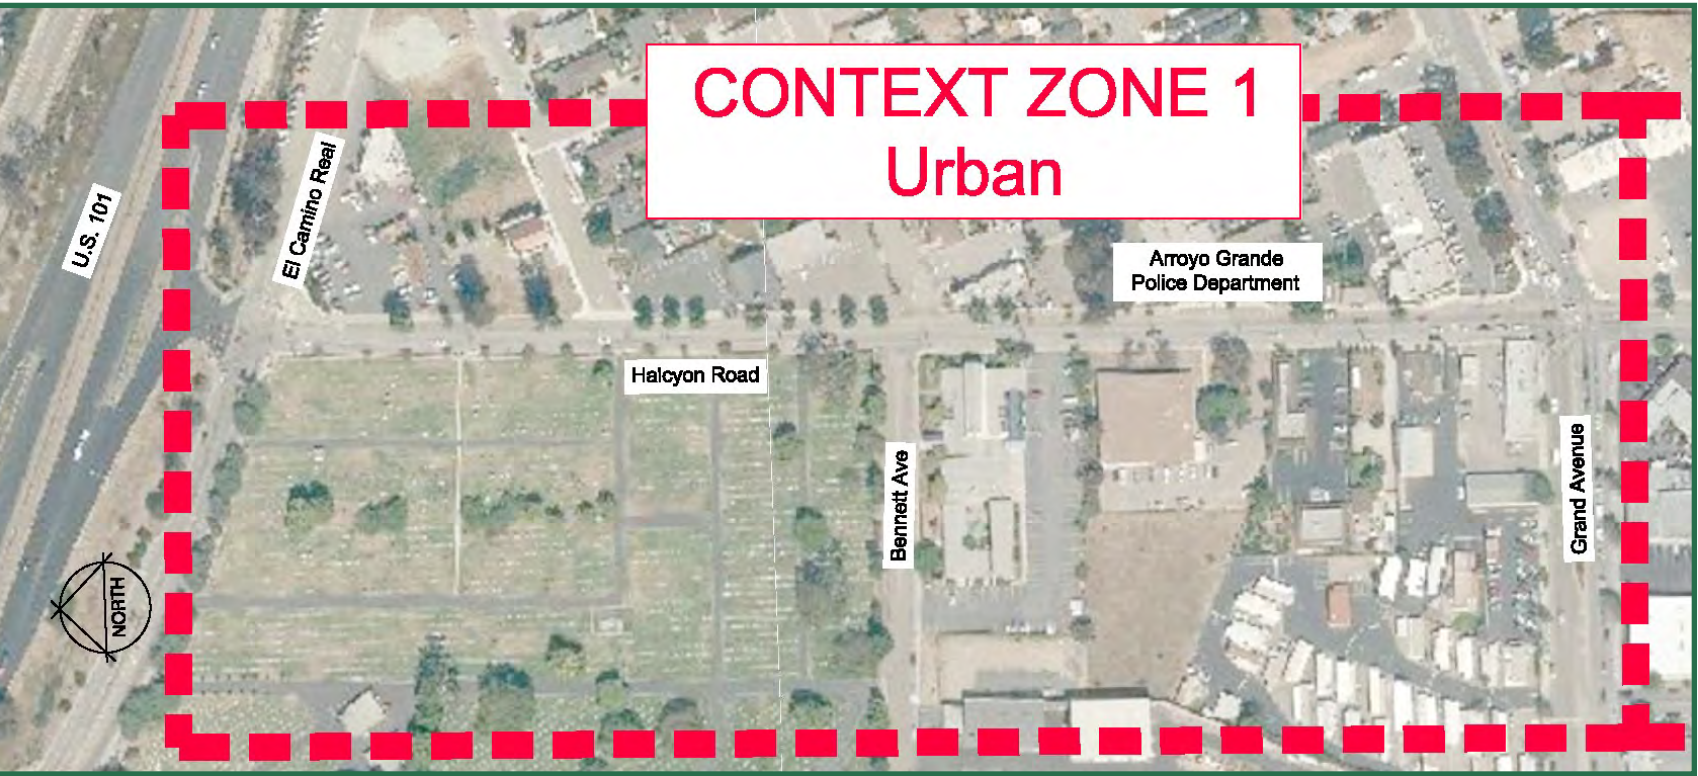 CONTEXT ZONE 1
Urban
U.S. 101
El Camino Real
Arroyo Grande
Police Department
Halcyon Road
Bennett Ave
Grand Avenue
NORTH